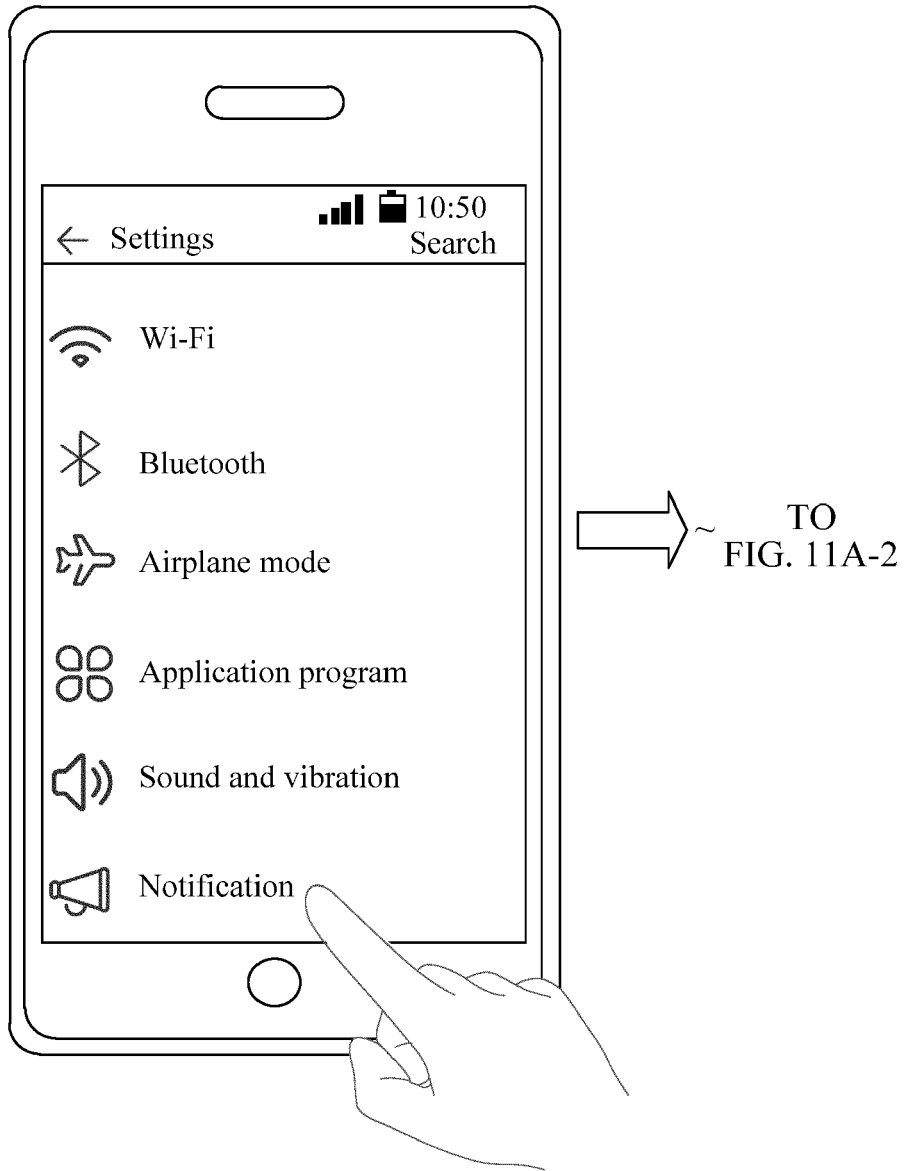 10:50
← Settings
Search
Wi-Fi
Bluetooth
Airplane mode
Application program
Sound and vibration
Notification
~ TO
FIG. 11A-2